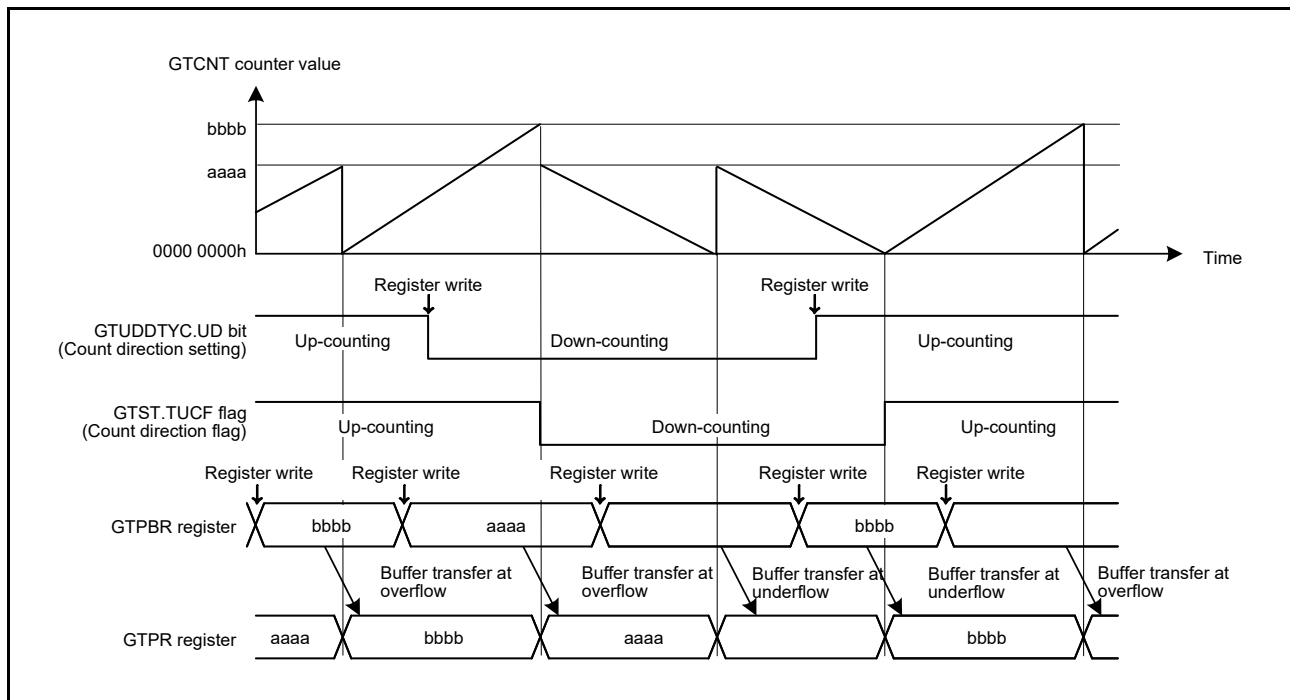 GTCNT counter value
bbbb
aaaa
0000 0000h
Time
Register write
Register write
GTUDDTYC.UD bit
(Count direction setting)
Up-counting
Down-counting
Up-counting
GTST.TUCF flag
(Count direction flag)
Up-counting
Down-counting
Up-counting
Register write
Register write
Register write
Register write
Register write
GTPBR register
bbbb
aaaa
bbbb
Buffer transfer at
overflow
Buffer transfer at
overflow
Buffer transfer at
underflow
Buffer transfer at
underflow
Buffer transfer at
overflow
GTPR register
aaaa
bbbb
aaaa
bbbb